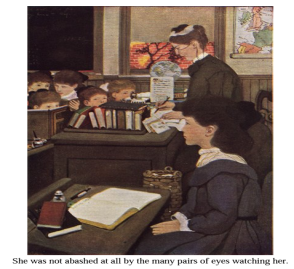 She was not abashed at all by the many pairs of eyes watching her.